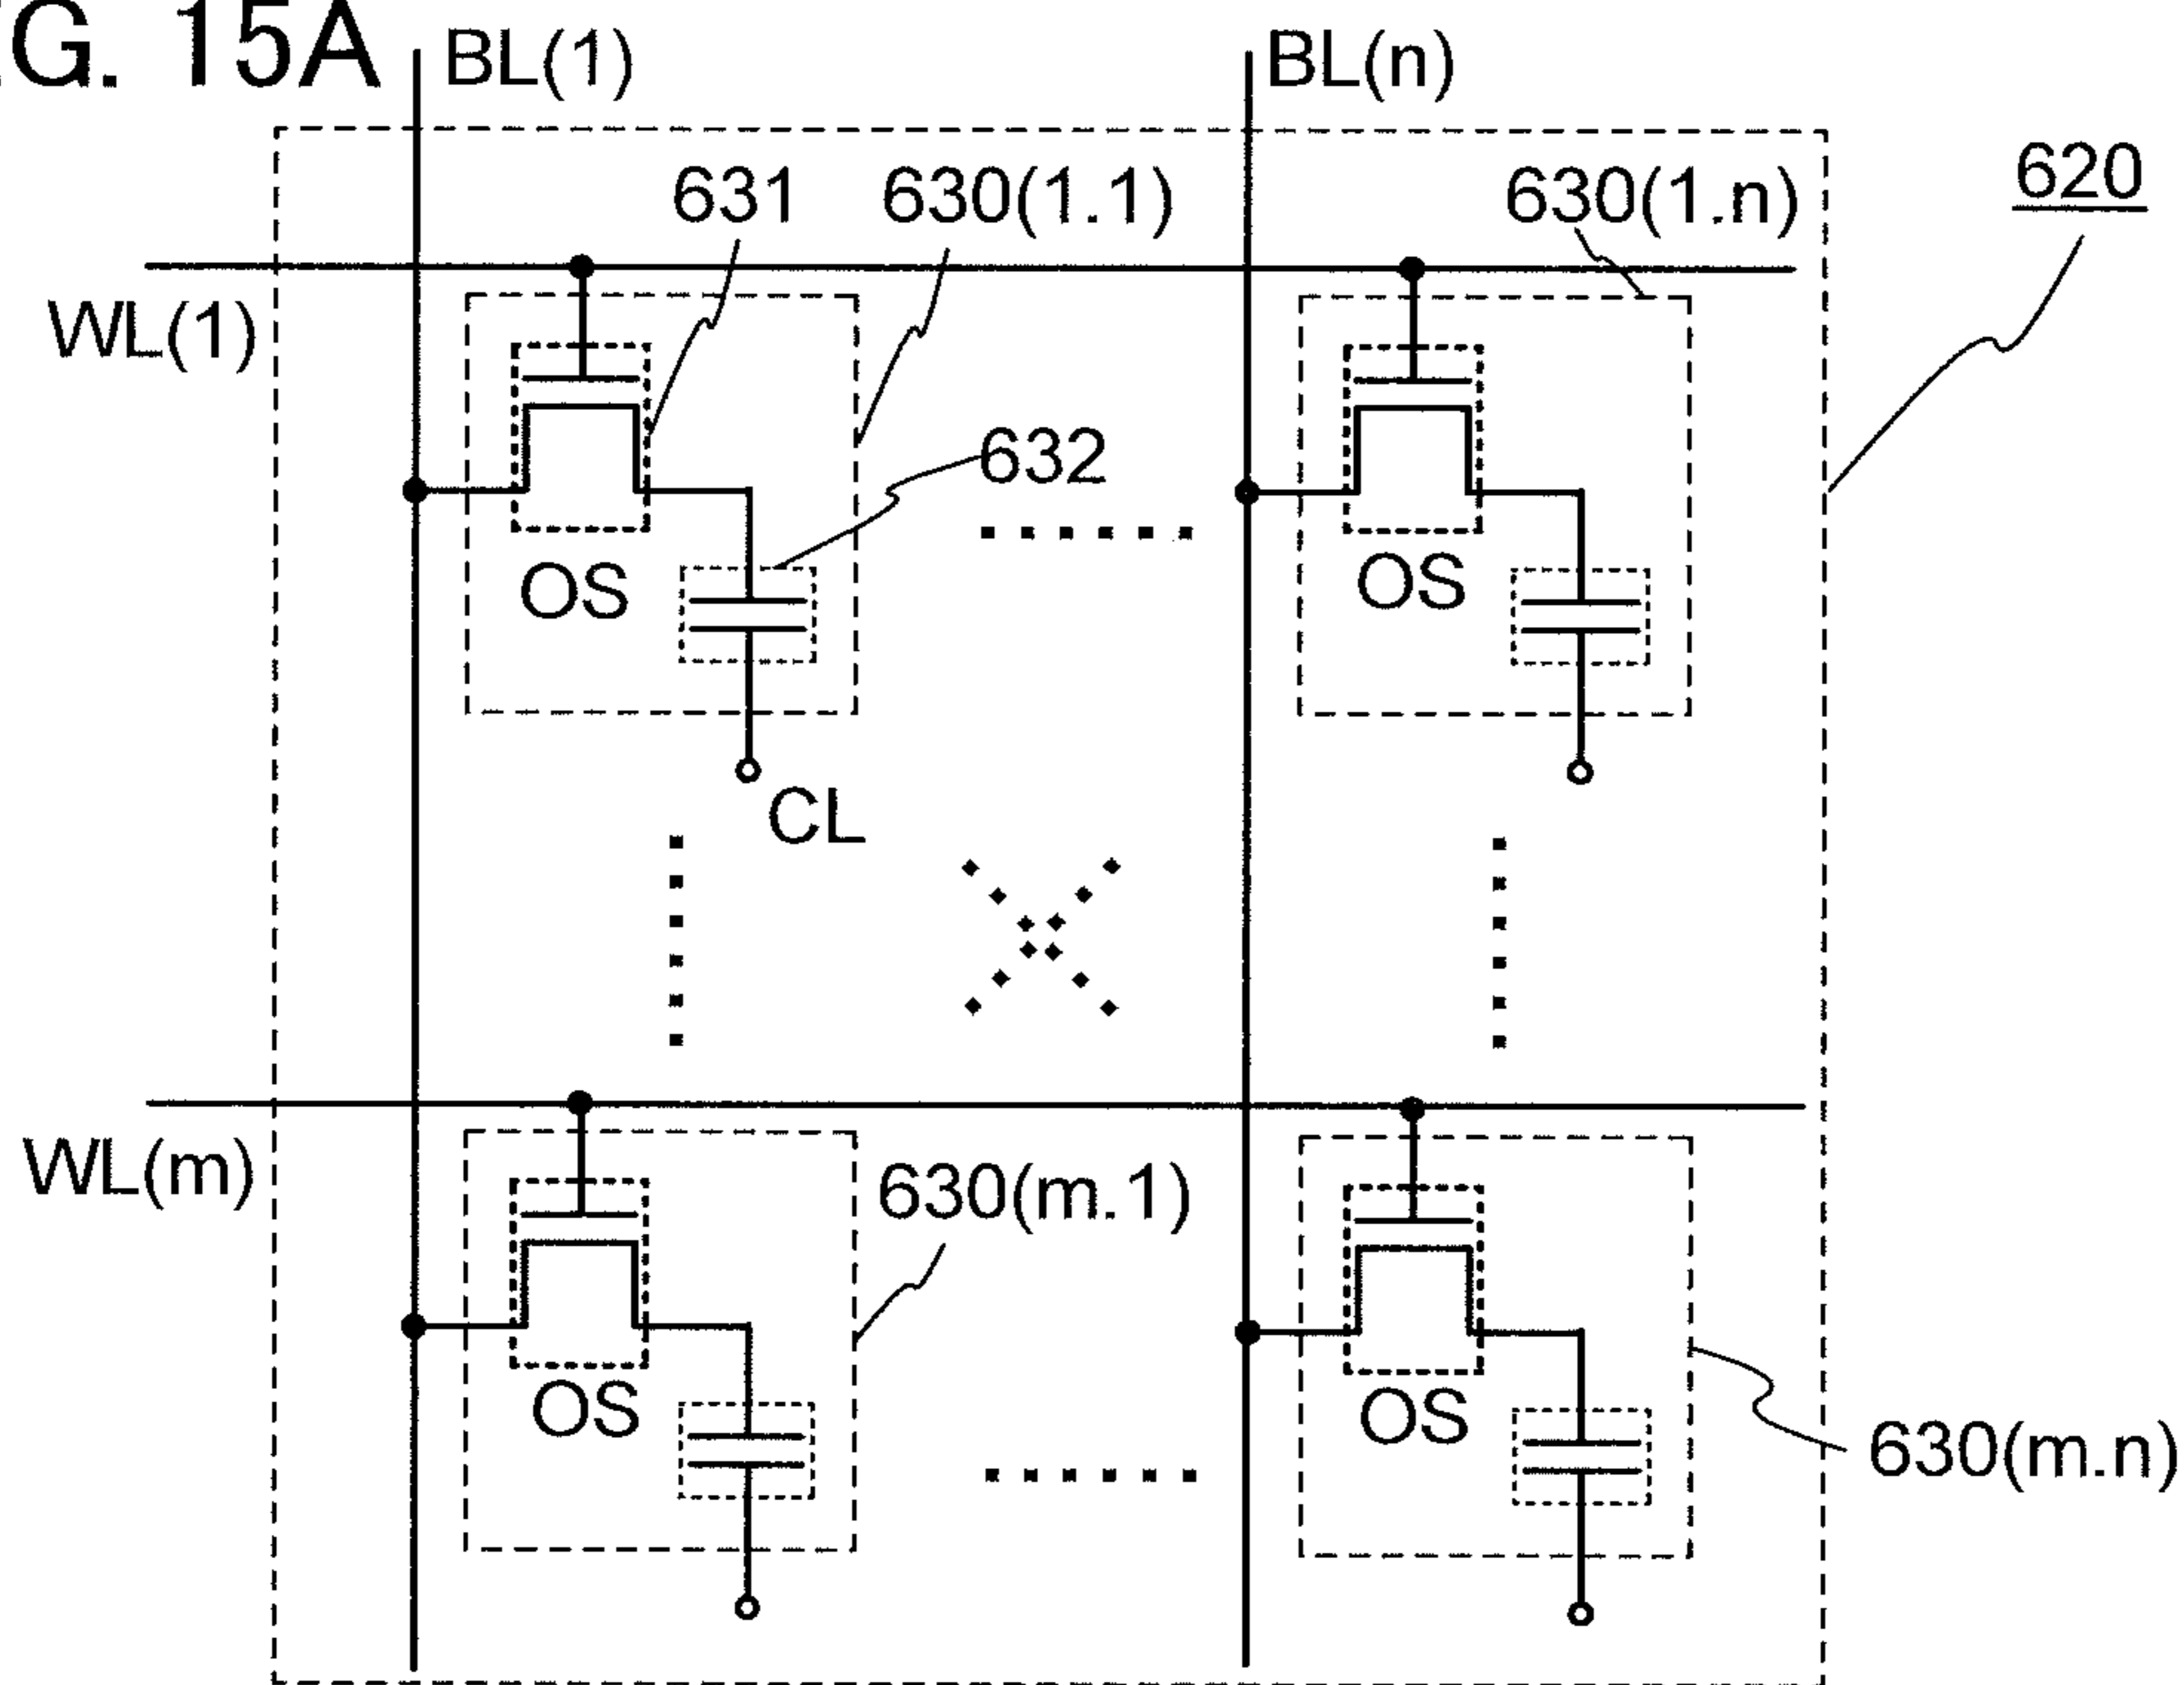 G. 15A
BL(1)
BL(n)
631
630(1.1)
630(1.n)
620
WL(1)
632
OS
OS
CL
WL(m)
630(m.1)
OS
OS
630(m.n)